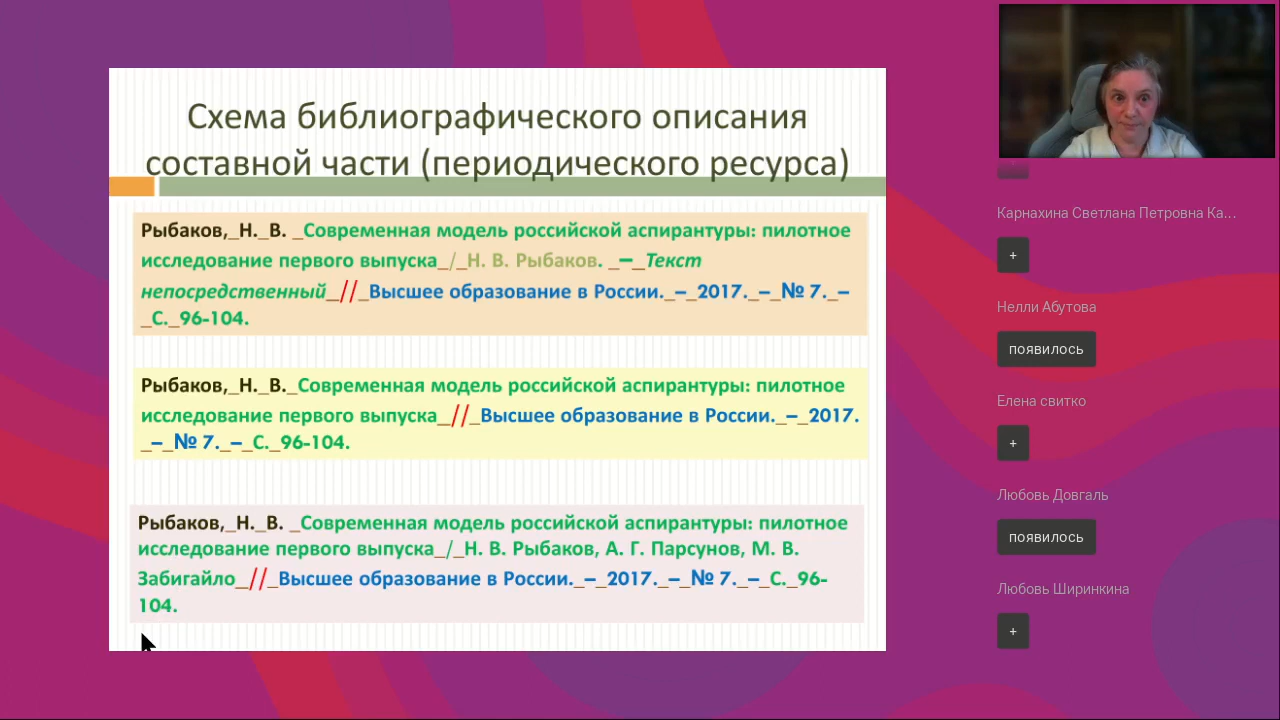 Схема библиографического описания
составной части (периодического ресурса)
Рыбаков,_Н._В. _Современная модель российской аспирантуры: пилотное
исследование первого выпуска_/_Н. В. Рыбаков. _–_Текст
непосредственный_//_Высшее образование в России._–_2017._–_№ 7._–
_С._96-104.
Рыбаков,_Н._В._Современная модель российской аспирантуры: пилотное
исследование первого выпуска_//_Высшее образование в России._–_2017.
_–_№ 7._–_С._96-104.
Рыбаков,_Н._В. _Современная модель российской аспирантуры: пилотное
исследование первого выпуска_/_Н. В. Рыбаков, А. Г. Парсунов, М. В.
Забигайло_//_Высшее образование в России._–_2017._–_№ 7._–_С._96-
104.
Карнахина Светлана Петровна Ка...
+
Нелли Абутова
появилось
Елена свитко
+
Любовь Довгаль
появилось
Любовь Ширинкина
+